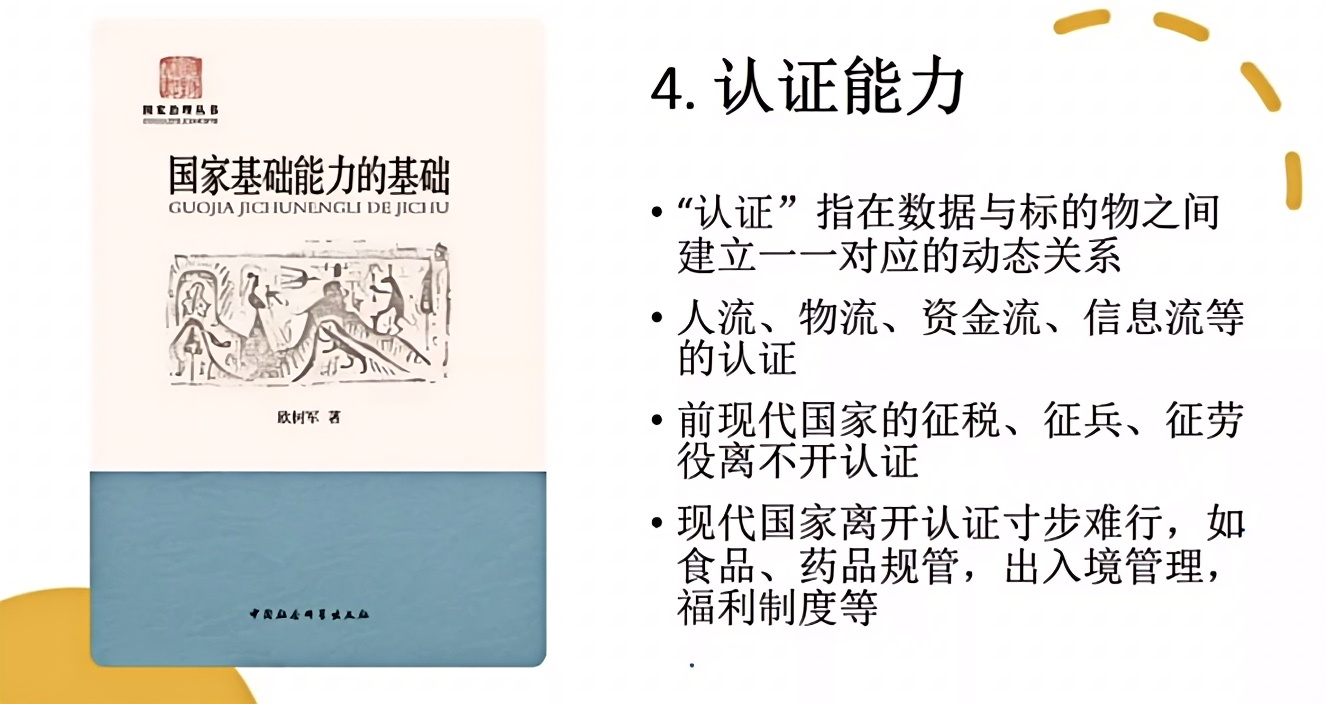 国家治理丛书
国家基础能力的基础
GUOJIA JICHUNENGLI DE JICHU
欧树军 著
中国社会科学出版社
4. 认证能力
• “认证”指在数据与标的物之间
建立一一对应的动态关系
• 人流、物流、资金流、信息流等
的认证
• 前现代国家的征税、征兵、征劳
役离不开认证
• 现代国家离开认证寸步难行，如
食品、药品规管，出入境管理，
福利制度等